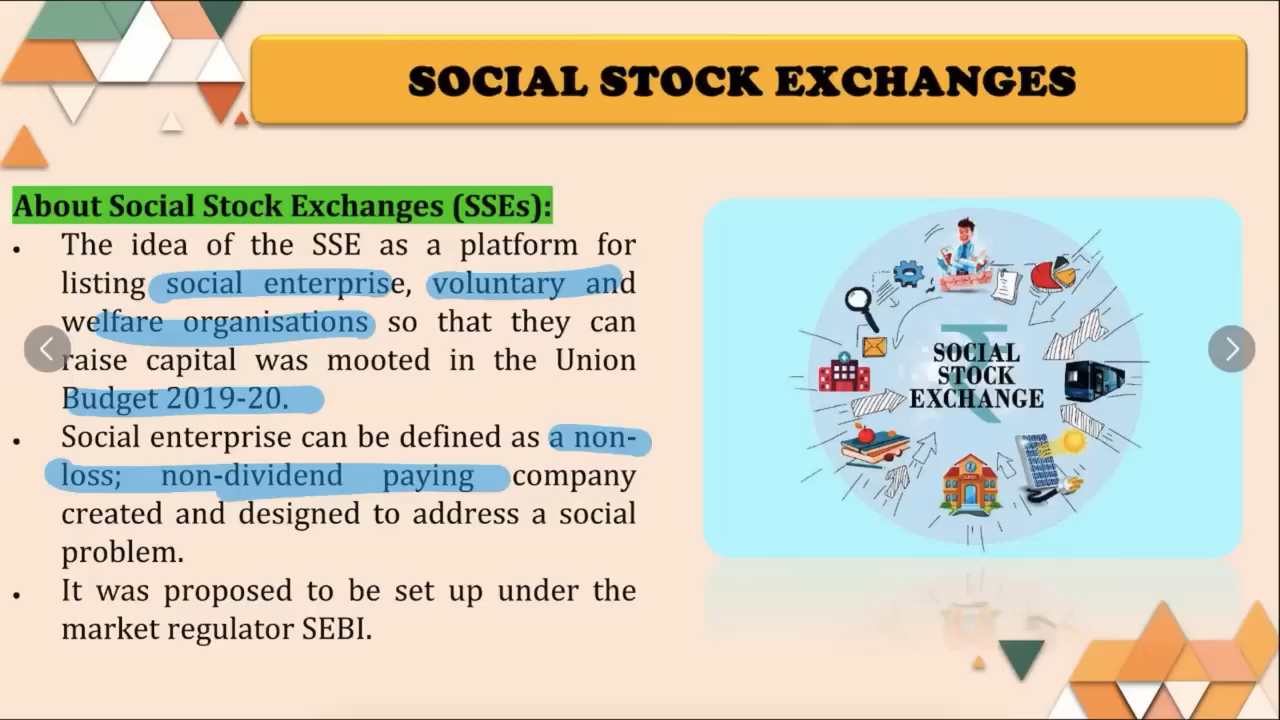 SOCIAL STOCK EXCHANGES
About Social Stock Exchanges (SSEs):
• The idea of the SSE as a platform for
listing social enterprise, voluntary and
welfare organisations so that they can
raise capital was mooted in the Union
Budget 2019-20.
• Social enterprise can be defined as a non-
loss; non-dividend paying company
created and designed to address a social
problem.
• It was proposed to be set up under the
market regulator SEBI.
₹
SOCIAL
STOCK
EXCHANGE